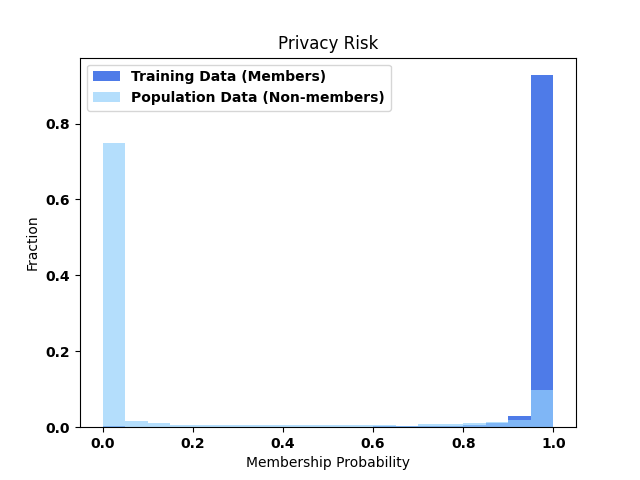 Privacy Risk
Training Data (Members)
Population Data (Non-members)
0.8
0.6
0.4
0.2
0.0
Fraction
0.0 0.2 0.4 0.6 0.8 1.0
Membership Probability